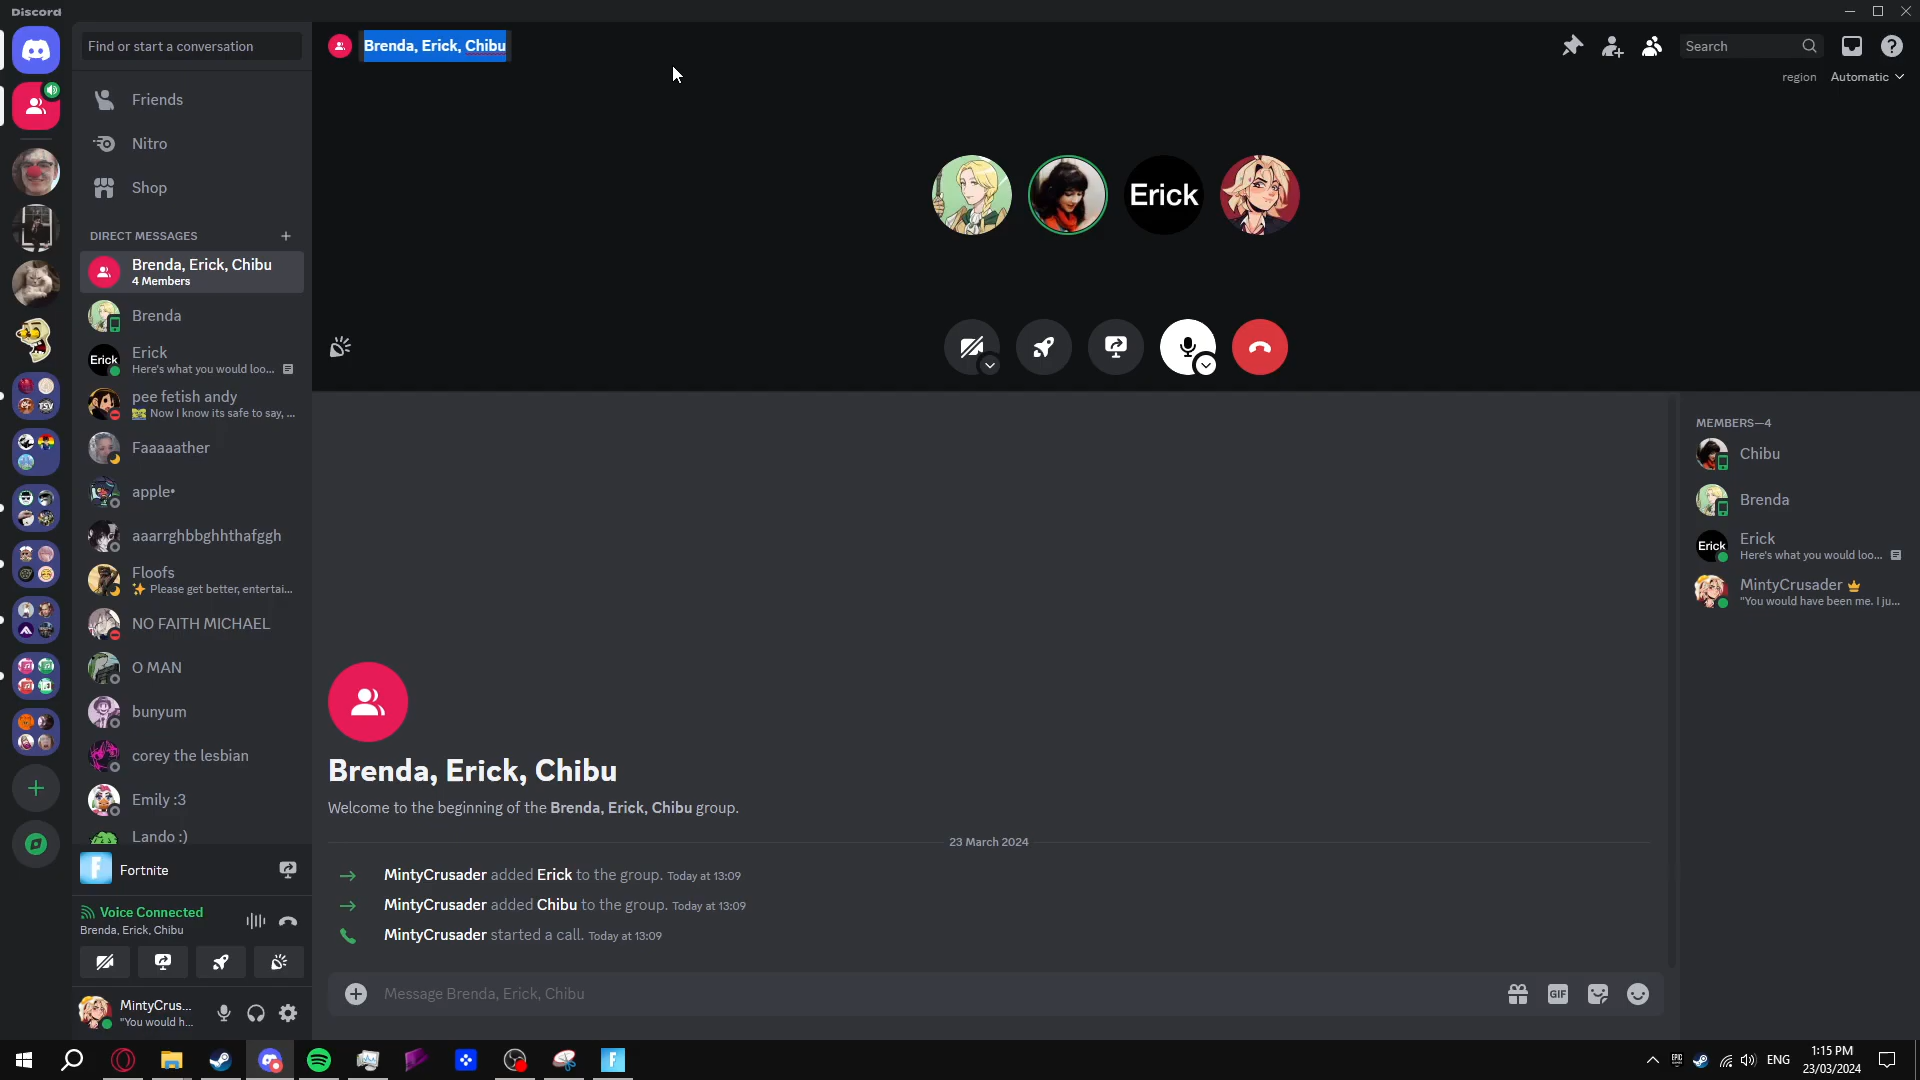 Discord
Find or start a conversation
Brenda, Erick, Chibu
Search
region Automatic
Friends
Nitro
Shop
DIRECT MESSAGES
Brenda, Erick, Chibu
4 Members
Brenda
Erick
Erick
Here's what you would loo...
pee fetish andy
Now I know its safe to say, ...
Faaaaather
apple•
aaarrghbbghhthafggh
Floofs
✨ Please get better, entertai...
NO FAITH MICHAEL
O MAN
bunyum
corey the lesbian
Emily :3
Lando :)
Fortnite
Voice Connected
Brenda, Erick, Chibu
MintyCrus...
"You would h...
Erick
Brenda, Erick, Chibu
Welcome to the beginning of the Brenda, Erick, Chibu group.
23 March 2024
MintyCrusader added Erick to the group. Today at 13:09
MintyCrusader added Chibu to the group. Today at 13:09
MintyCrusader started a call. Today at 13:09
Message Brenda, Erick, Chibu
GIF
MEMBERS—4
Chibu
Brenda
Erick
Erick
Here's what you would loo...
MintyCrusader
"You would have been me. I ju...
EPIC
ENG
1:15 PM
23/03/2024